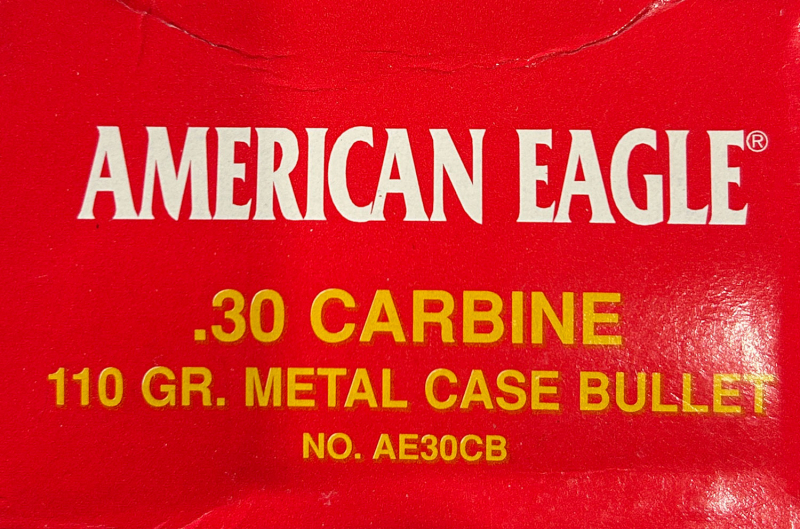 AMERICAN EAGLE®
.30 CARBINE
110 GR. METAL CASE BULLET
NO. AE30CB